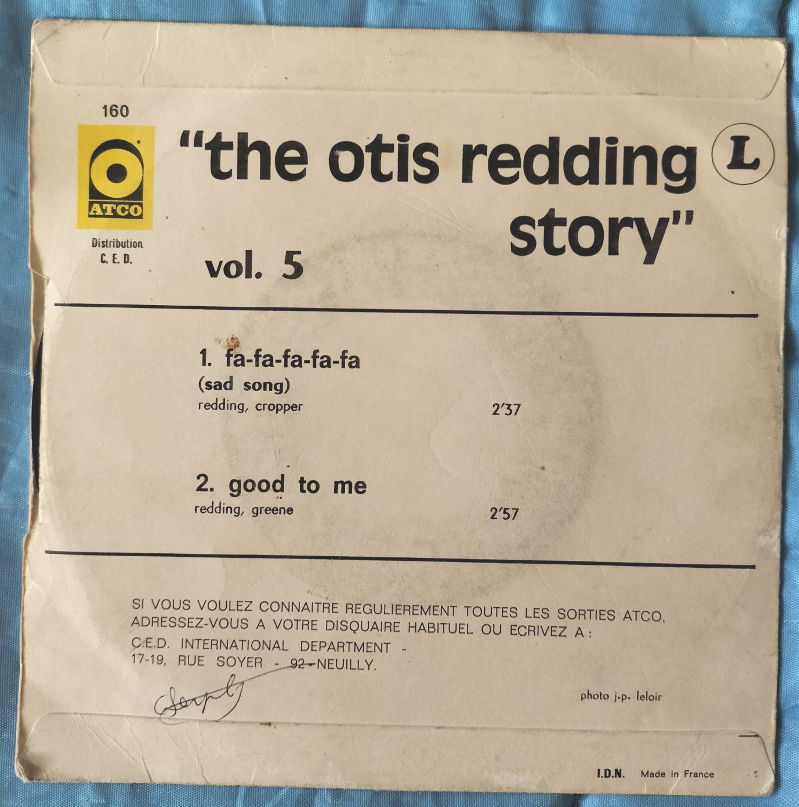 160
ATCO
Distribution
C. E. D.
"the otis redding
story"
L
vol. 5
1. fa-fa-fa-fa-fa
(sad song)
redding, cropper 2'37
2. good to me
redding, greene 2'57
SI VOUS VOULEZ CONNAITRE REGULIEREMENT TOUTES LES SORTIES ATCO,
ADRESSEZ-VOUS A VOTRE DISQUAIRE HABITUEL OU ECRIVEZ A :
C.E.D. INTERNATIONAL DEPARTMENT -
17-19, RUE SOYER - 92-NEUILLY.
photo j.p. leloir
I.D.N. Made in France